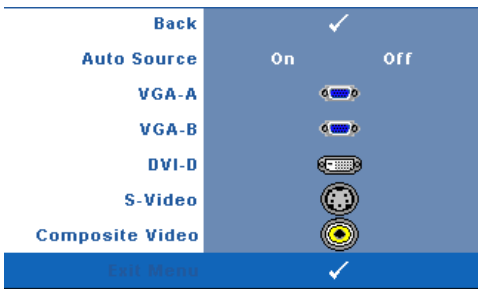 Back
Auto Source On Off
VGA-A
VGA-B
DVI-D
S-Video
Composite Video
Exit Menu